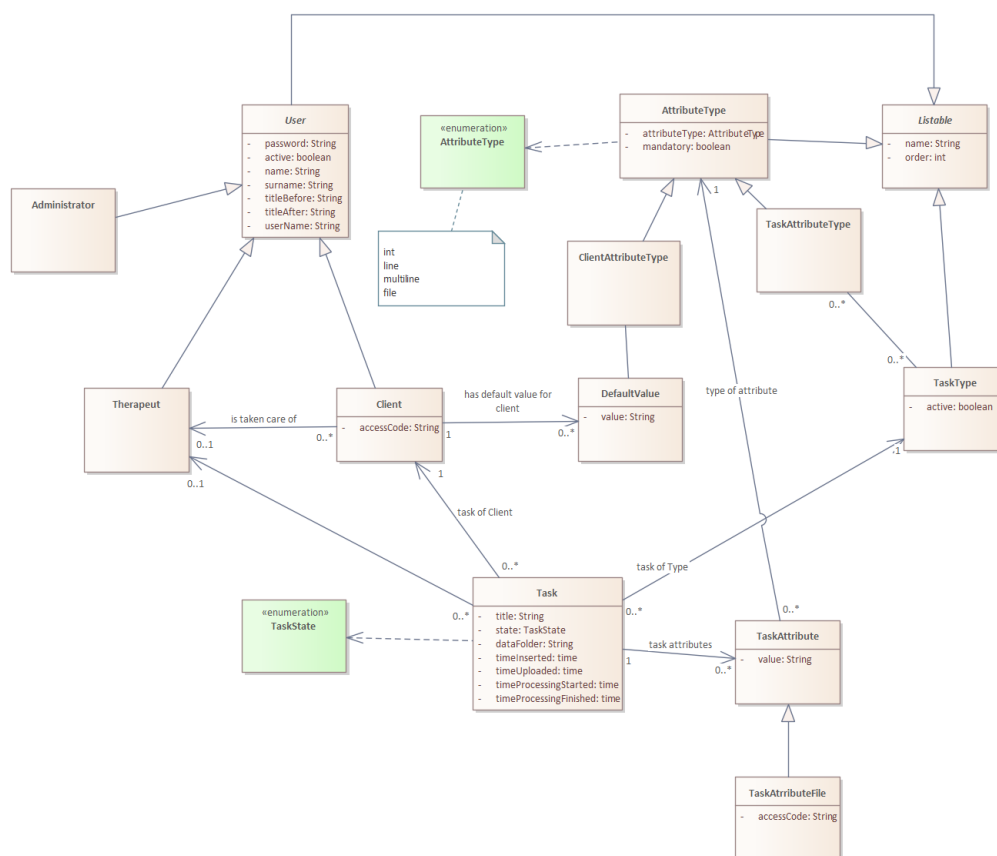 User
- password: String
- active: boolean
- name: String
- surname: String
- titleBefore: String
- titleAfter: String
- userName: String
«enumeration»
AttributeType
AttributeType
- attributeType: AttributeType
- mandatory: boolean
Listable
- name: String
- order: int
Administrator
int
line
multiline
file
ClientAttributeType
1
TaskAttributeType
0..*
0..*
Therapeut
0..1
0..1
is taken care of
0..*
Client
- accessCode: String
1
has default value for
client
0..*
DefaultValue
- value: String
type of attribute
TaskType
- active: boolean
.1
1
task of Client
0..*
task of Type
0..*
0..*
«enumeration»
TaskState
Task
- title: String
- state: TaskState
- dataFolder: String
- timeInserted: time
- timeUploaded: time
- timeProcessingStarted: time
- timeProcessingFinished: time
1
task attributes
0..*
0..*
TaskAttribute
- value: String
TaskAtrributeFile
- accessCode: String